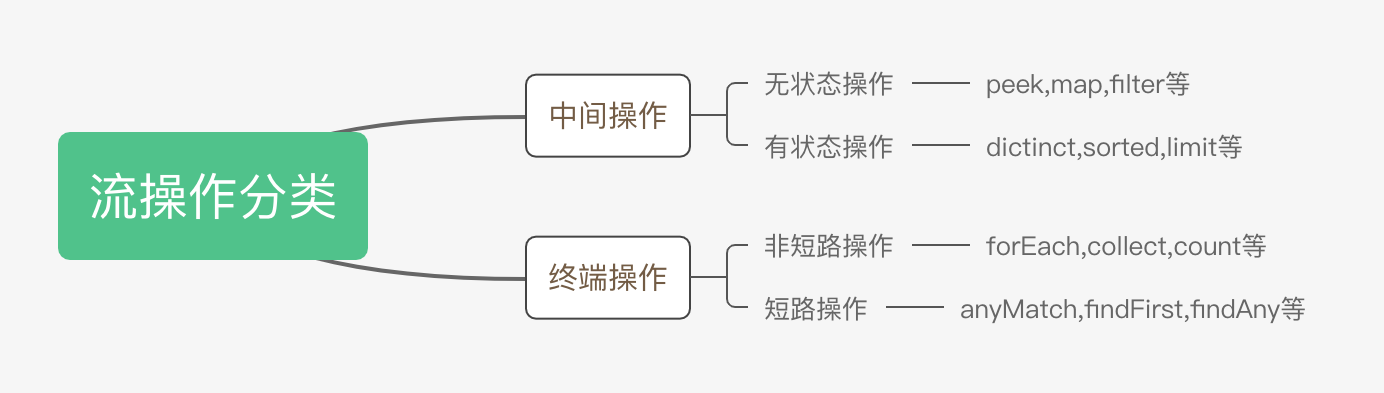 流操作分类
中间操作
无状态操作
peek,map,filter等
有状态操作
dictinct,sorted,limit等
终端操作
非短路操作
forEach,collect,count等
短路操作
anyMatch,findFirst,findAny等